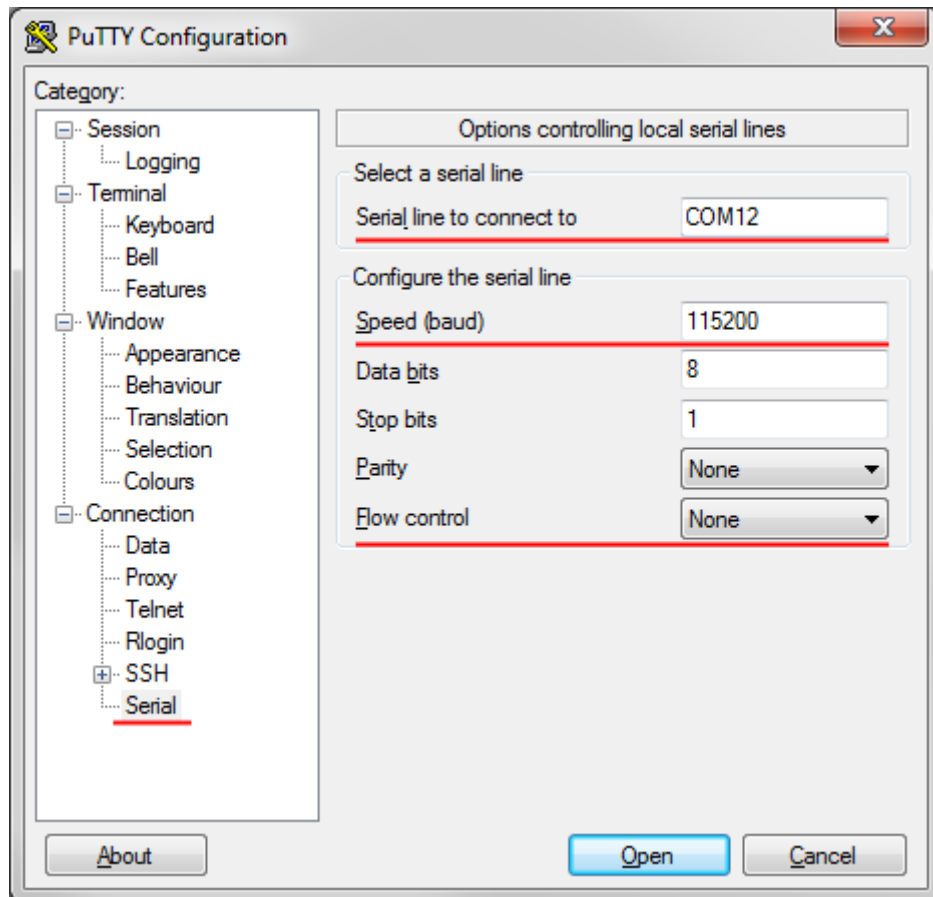 PuTTY Configuration
Category:
Session
Logging
Terminal
Keyboard
Bell
Features
Window
Appearance
Behaviour
Translation
Selection
Colours
Connection
Data
Proxy
Telnet
Rlogin
SSH
Serial
Options controlling local serial lines
Select a serial line
Serial line to connect to COM12
Configure the serial line
Speed (baud) 115200
Data bits 8
Stop bits 1
Parity None
Flow control None
About Open Cancel